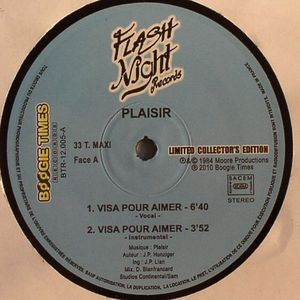 FLASH
Night
Records
PLAISIR
33 T. MAXI
Face A
BOOGIE TIMES
BTR-12.005-A
LIMITED COLLECTOR'S EDITION
℗&© 1984 Moore Productions
℗ 2010 Boogie Times
SACEM
STEREO
1. VISA POUR AIMER - 6'40
- Vocal -
2. VISA POUR AIMER - 3'52
- Instrumental -
Musique : Plaisir
Auteur : J.P. Henziger
Ing : J.P. Lian
Mix. D. Blanfrancard
Studios Continental/Sam